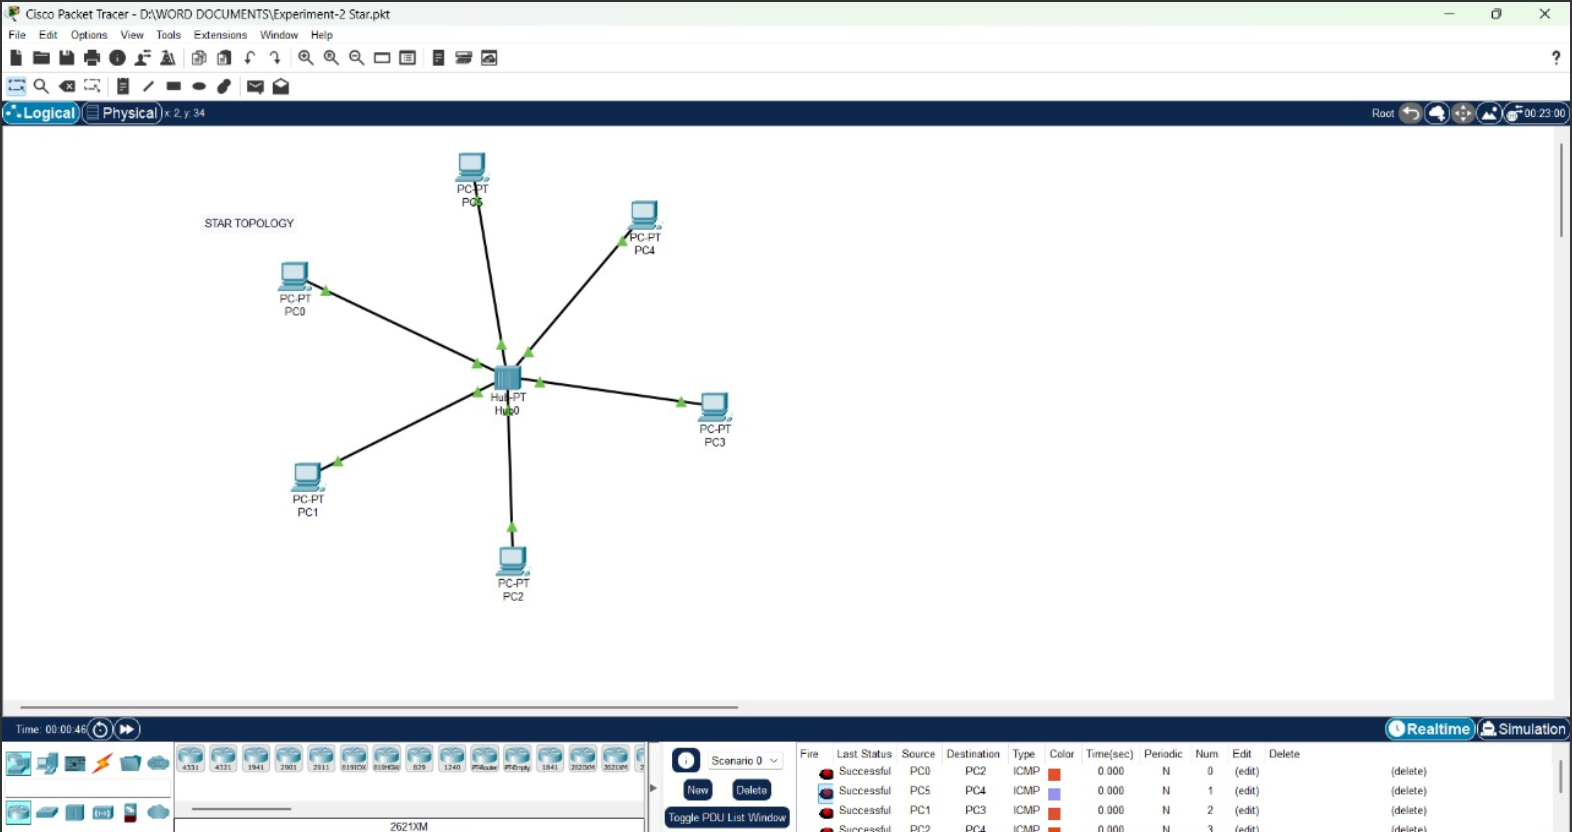 Cisco Packet Tracer - D:\WORD DOCUMENTS\Experiment-2 Star.pkt
File Edit Options View Tools Extensions Window Help
?
Logical Physical x: 2, y: 34 Root 00:23:00
PC-PT
PC5
STAR TOPOLOGY
PC-PT
PC4
PC-PT
PC0
Hub-PT
Hub0
PC-PT
PC3
PC-PT
PC1
PC-PT
PC2
Time: 00:00:46 Realtime Simulation
4331 4321 1941 2901 2911 819IOX 819HGW 829 1240 PT-Router PT-Empty 1841 2620XM 2621XM
2621XM
Scenario 0
New Delete
Toggle PDU List Window
Fire Last Status Source Destination Type Color Time(sec) Periodic Num Edit Delete
Successful PC0 PC2 ICMP 0.000 N 0 (edit) (delete)
Successful PC5 PC4 ICMP 0.000 N 1 (edit) (delete)
Successful PC1 PC3 ICMP 0.000 N 2 (edit) (delete)
Successful PC2 PC4 ICMP 0.000 N 3 (edit) (delete)